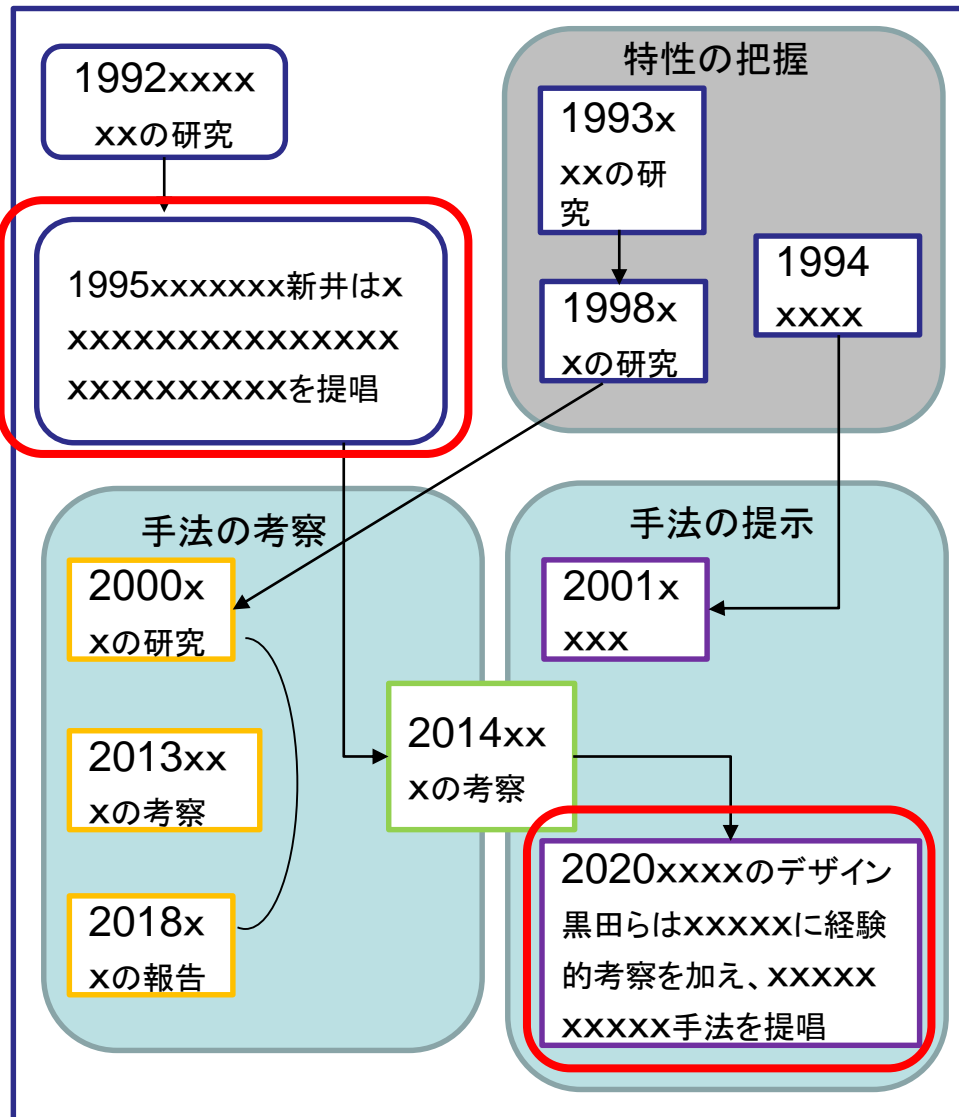 1992xxxx
xxの研究
1995xxxxxxx新井はx
xxxxxxxxxxxxxxx
xxxxxxxxxxを提唱
特性の把握
1993x
xxの研
究
1998x
xの研究
1994
xxxx
手法の考察
2000x
xの研究
2013xx
xの考察
2018x
xの報告
2014xx
xの考察
手法の提示
2001x
xxx
2020xxxxのデザイン
黒田らはxxxxxに経験
的考察を加え、xxxxx
xxxxx手法を提唱